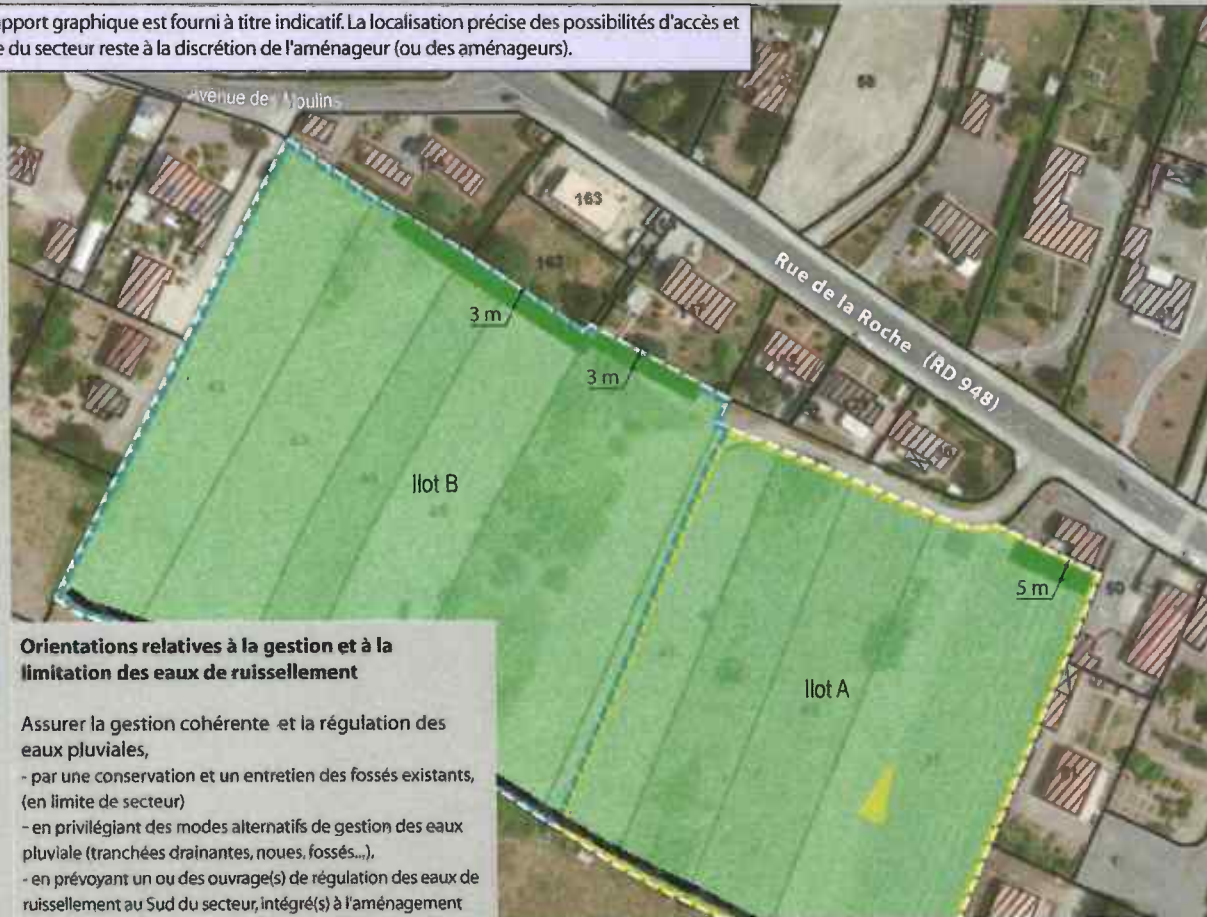 pport graphique est fourni à titre indicatif. La localisation précise des possibilités d'accès et
e du secteur reste à la discrétion de l'aménageur (ou des aménageurs).
Avenue de Moulins
163
Rue de la Roche (RD 948)
3 m
3 m
Ilot B
5 m
Ilot A
Orientations relatives à la gestion et à la
limitation des eaux de ruissellement
Assurer la gestion cohérente et la régulation des
eaux pluviales,
- par une conservation et un entretien des fossés existants,
(en limite de secteur)
- en privilégiant des modes alternatifs de gestion des eaux
pluviale (tranchées drainantes, noues, fossés...),
- en prévoyant un ou des ouvrage(s) de régulation des eaux de
ruissellement au Sud du secteur, intégré(s) à l'aménagement